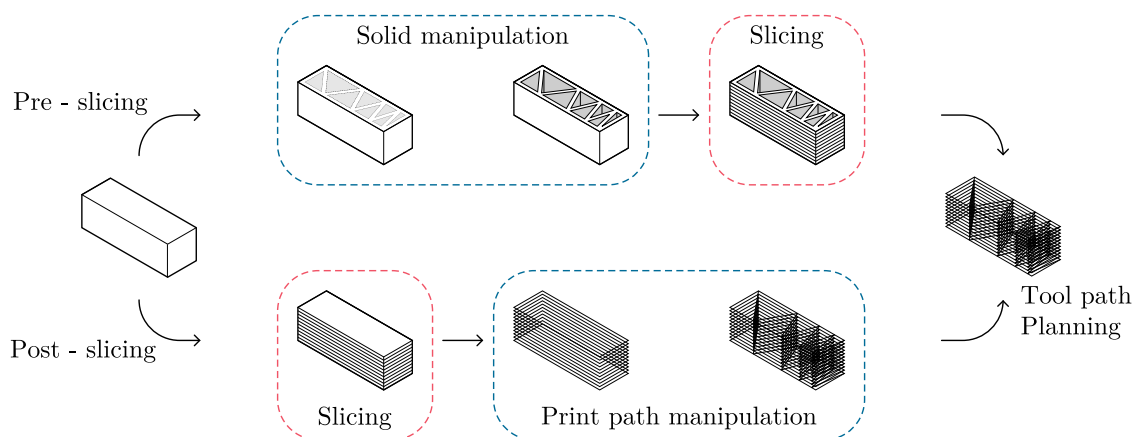 Solid manipulation
Slicing
Pre - slicing
Tool path
Planning
Post - slicing
Slicing
Print path manipulation